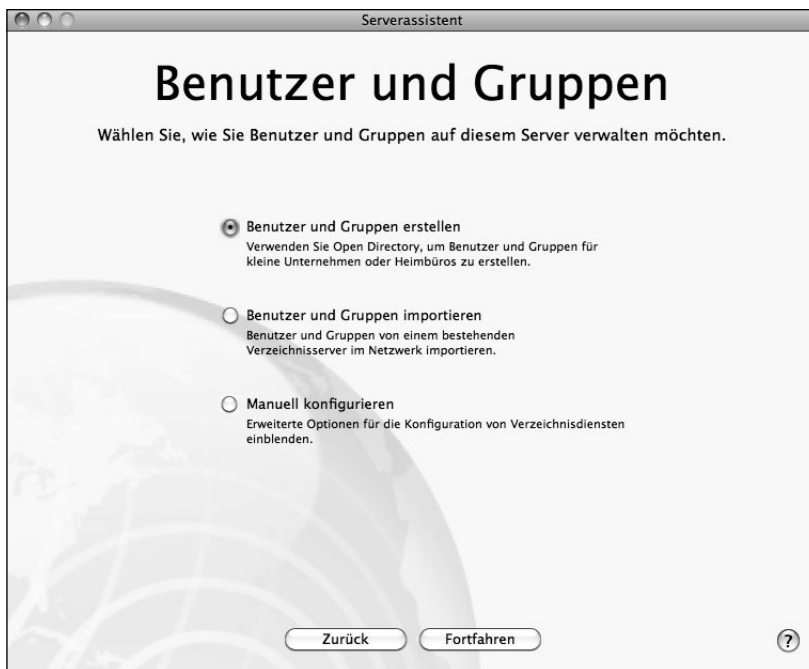 Serverassistent
Benutzer und Gruppen
Wählen Sie, wie Sie Benutzer und Gruppen auf diesem Server verwalten möchten.
Benutzer und Gruppen erstellen
Verwenden Sie Open Directory, um Benutzer und Gruppen für
kleine Unternehmen oder Heimbüros zu erstellen.
Benutzer und Gruppen importieren
Benutzer und Gruppen von einem bestehenden
Verzeichnisserver im Netzwerk importieren.
Manuell konfigurieren
Erweiterte Optionen für die Konfiguration von Verzeichnisdiensten
einblenden.
Zurück Fortfahren ?